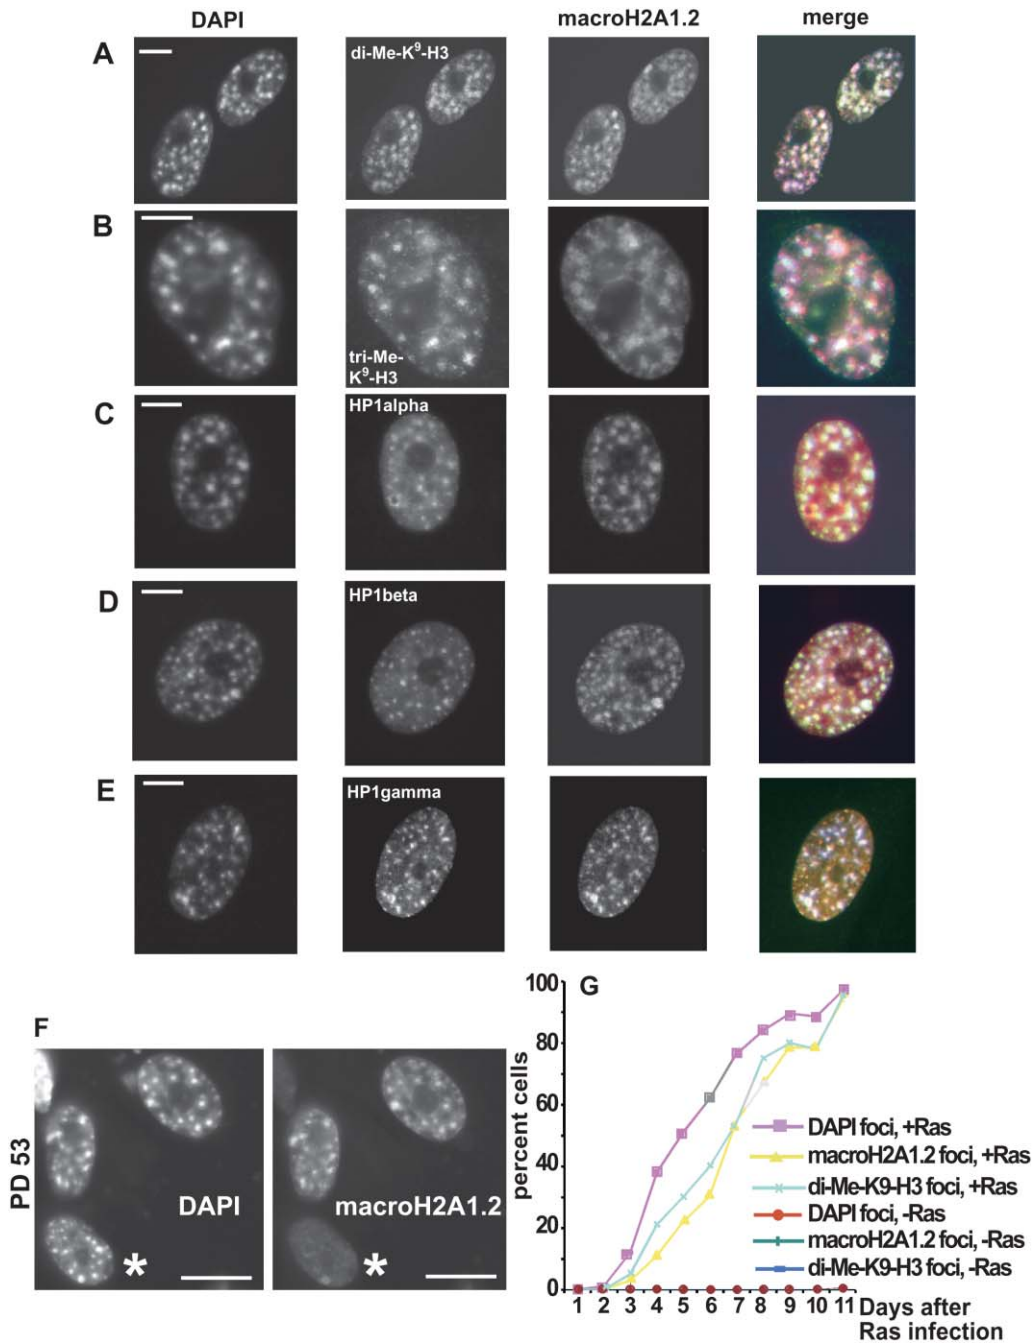 DAPI macroH2A1.2 merge
A
di-Me-K⁹-H3
B
tri-Me-
K⁹-H3
C
HP1alpha
D
HP1beta
E
HP1gamma
F
PD 53
DAPI
*
macroH2A1.2
*
G
percent cells
100
80
60
40
20
0
DAPI foci, +Ras
macroH2A1.2 foci, +Ras
di-Me-K9-H3 foci, +Ras
DAPI foci, -Ras
macroH2A1.2 foci, -Ras
di-Me-K9-H3 foci, -Ras
1 2 3 4 5 6 7 8 9 10 11 Days after
Ras infection